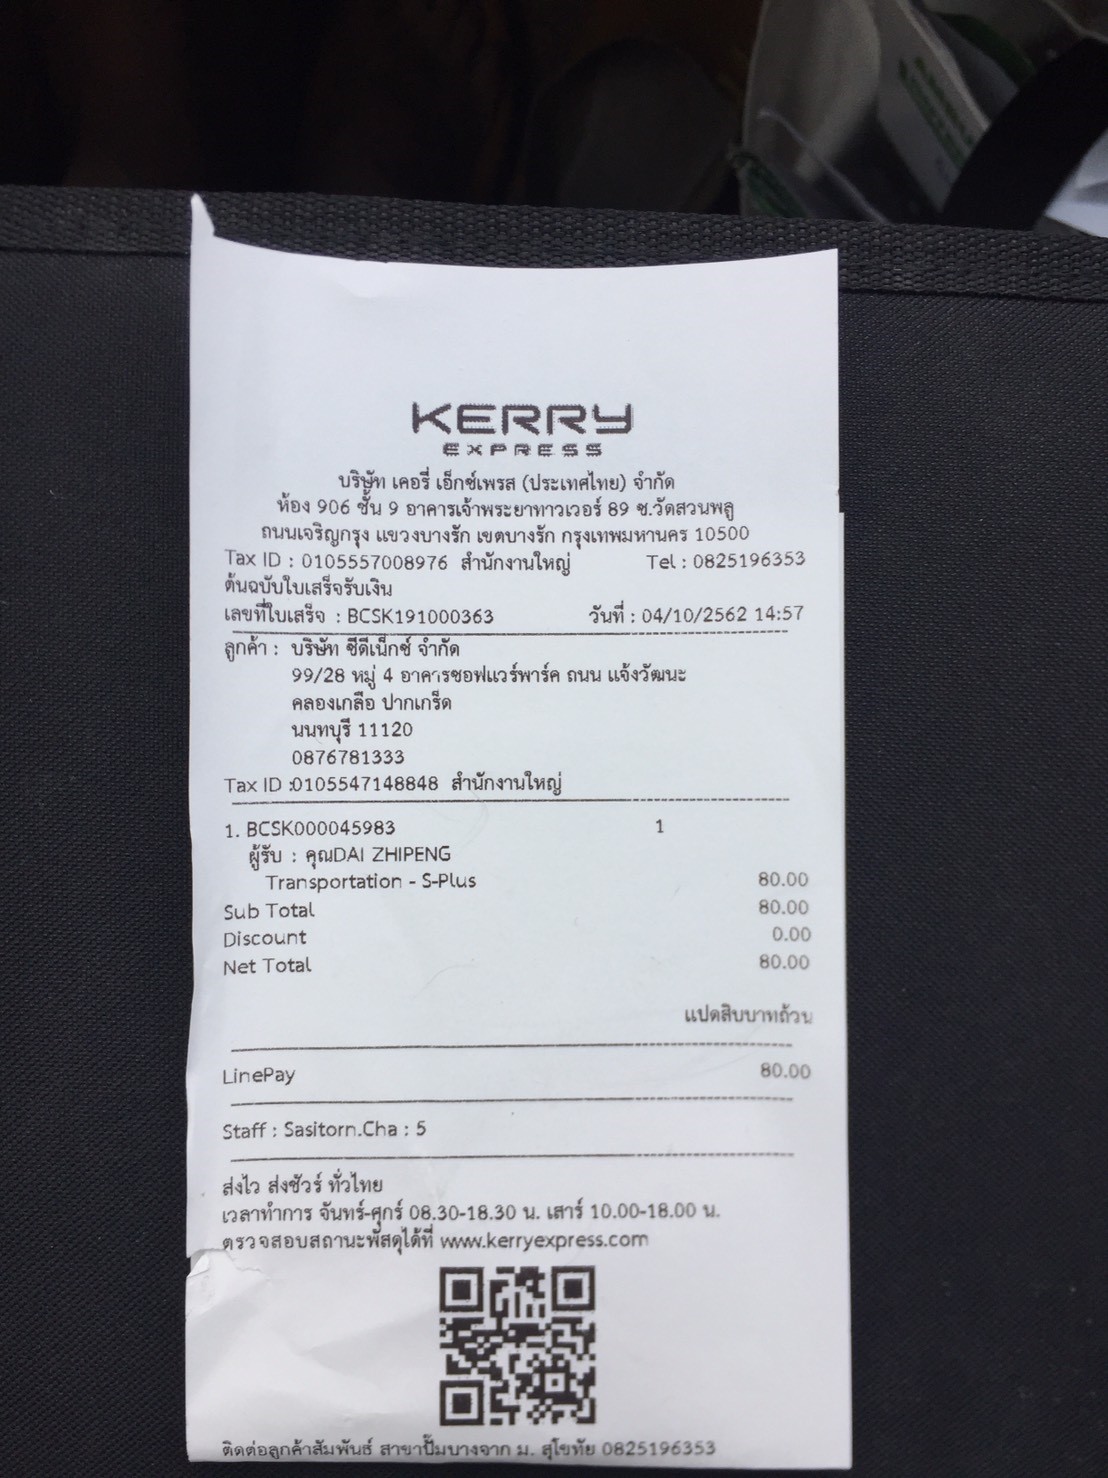 KERRY
EXPRESS
บริษัท เคอรี่ เอ็กซ์เพรส (ประเทศไทย) จำกัด
ห้อง 906 ชั้น 9 อาคารเจ้าพระยาทาวเวอร์ 89 ซ.วัดสวนพลู
ถนนเจริญกรุง แขวงบางรัก เขตบางรัก กรุงเทพมหานคร 10500
Tax ID : 0105557008976 สำนักงานใหญ่ Tel : 0825196353
ต้นฉบับใบเสร็จรับเงิน
เลขที่ใบเสร็จ : BCSK191000363 วันที่ : 04/10/2562 14:57
ลูกค้า : บริษัท ซีดีเน็กซ์ จำกัด
99/28 หมู่ 4 อาคารซอฟแวร์พาร์ค ถนน แจ้งวัฒนะ
คลองเกลือ ปากเกร็ด
นนทบุรี 11120
0876781333
Tax ID :0105547148848 สำนักงานใหญ่
1. BCSK000045983 1
ผู้รับ : คุณDAI ZHIPENG
Transportation - S-Plus 80.00
Sub Total 80.00
Discount 0.00
Net Total 80.00
แปดสิบบาทถ้วน
LinePay 80.00
Staff : Sasitorn.Cha : 5
ส่งไว ส่งชัวร์ ทั่วไทย
เวลาทำการ จันทร์-ศุกร์ 08.30-18.30 น. เสาร์ 10.00-18.00 น.
ตรวจสอบสถานะพัสดุได้ที่ www.kerryexpress.com
ติดต่อลูกค้าสัมพันธ์ สาขาปั๊มบางจาก ม. สุโขทัย 0825196353